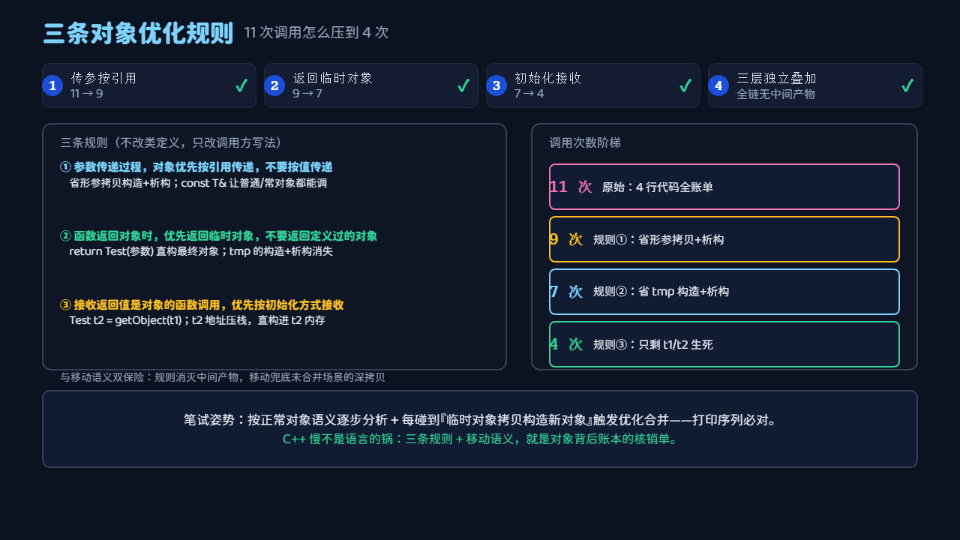 三条对象优化规则 11 次调用怎么压到 4 次
1 传参按引用 ✓
11 → 9
2 返回临时对象 ✓
9 → 7
3 初始化接收 ✓
7 → 4
4 三层独立叠加 ✓
全链无中间产物
三条规则（不改类定义，只改调用方写法）
① 参数传递过程，对象优先按引用传递，不要按值传递
省形参拷贝构造+析构；const T& 让普通/常对象都能调
② 函数返回对象时，优先返回临时对象，不要返回定义过的对象
return Test(参数) 直构最终对象；tmp 的构造+析构消失
③ 接收返回值是对象的函数调用，优先按初始化方式接收
Test t2 = getObject(t1)；t2 地址压栈，直构进 t2 内存
调用次数阶梯
11 次 原始：4 行代码全账单
9 次 规则①：省形参拷贝+析构
7 次 规则②：省 tmp 构造+析构
4 次 规则③：只剩 t1/t2 生死
与移动语义双保险：规则消灭中间产物，移动兜底未合并场景的深拷贝
笔试姿势：按正常对象语义逐步分析 + 每碰到『临时对象拷贝构造新对象』触发优化合并——打印序列必对。
C++ 慢不是语言的锅：三条规则 + 移动语义，就是对象背后账本的核销单。